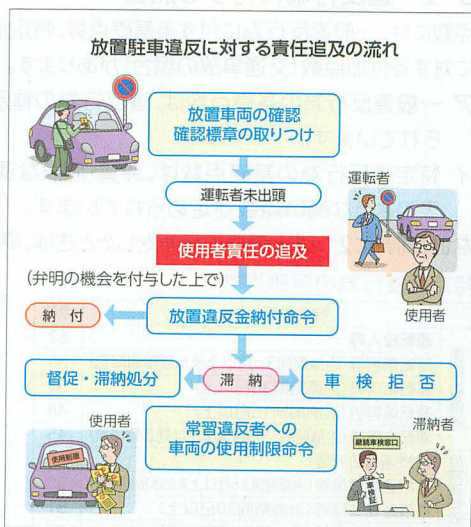 放置駐車違反に対する責任追及の流れ
放置車両の確認
確認標章の取りつけ
運転者未出頭
運転者
使用者責任の追及
使用者
(弁明の機会を付与した上で)
納付
放置違反金納付命令
督促・滞納処分
滞納
車検拒否
使用者
常習違反者への
車両の使用制限命令
滞納者
使用制限
継続車検窓口
車検証